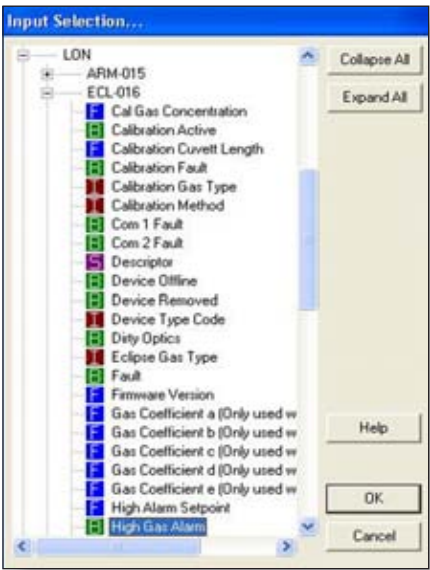 Input Selection...
LON
ARM-015
ECL-016
F Cal Gas Concentration
B Calibration Active
F Calibration Cuvett Length
B Calibration Fault
I Calibration Gas Type
I Calibration Method
B Com 1 Fault
B Com 2 Fault
S Descriptor
B Device Offline
B Device Removed
I Device Type Code
B Dirty Optics
I Eclipse Gas Type
B Fault
F Firmware Version
F Gas Coefficient a (Only used w
F Gas Coefficient b (Only used w
F Gas Coefficient c (Only used w
F Gas Coefficient d (Only used w
F Gas Coefficient e (Only used w
F High Alarm Setpoint
B High Gas Alarm
Collapse All
Expand All
Help
OK
Cancel